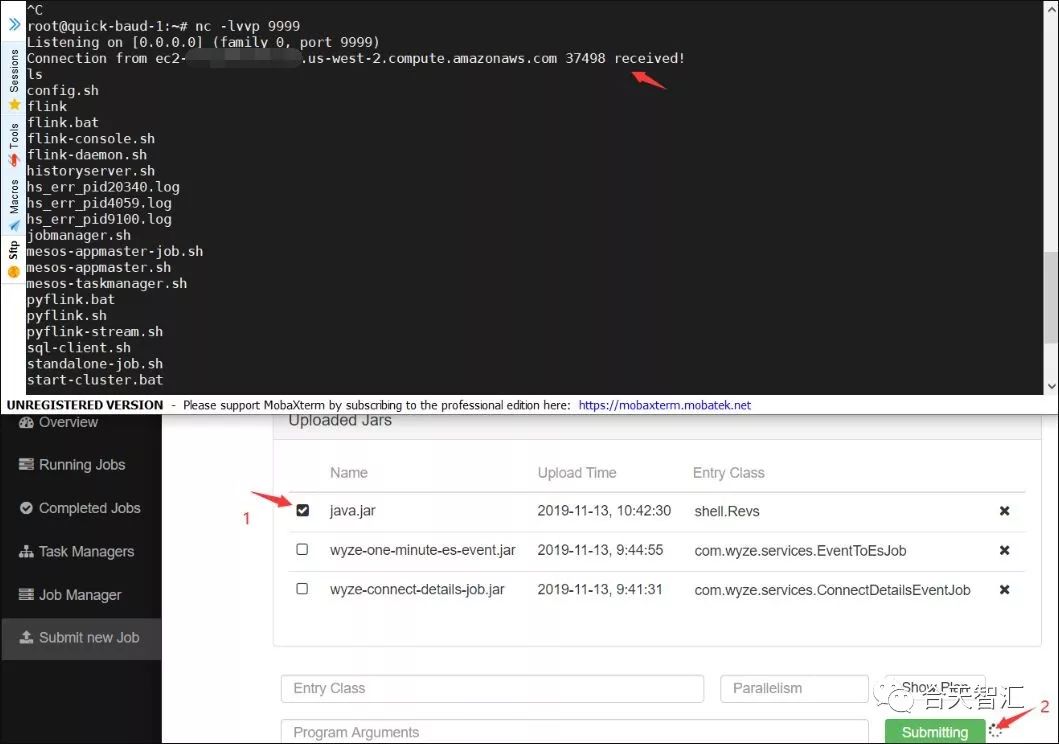 ^C
root@quick-baud-1:~# nc -lvvp 9999
Listening on [0.0.0.0] (family 0, port 9999)
Connection from ec2- .us-west-2.compute.amazonaws.com 37498 received!
ls
config.sh
flink
flink.bat
flink-console.sh
flink-daemon.sh
historyserver.sh
hs_err_pid20340.log
hs_err_pid4059.log
hs_err_pid9100.log
jobmanager.sh
mesos-appmaster-job.sh
mesos-appmaster.sh
mesos-taskmanager.sh
pyflink.bat
pyflink.sh
pyflink-stream.sh
sql-client.sh
standalone-job.sh
start-cluster.bat
Sessions
Tools
Macros
Sftp
UNREGISTERED VERSION - Please support MobaXterm by subscribing to the professional edition here: https://mobaxterm.mobatek.net
Overview
Running Jobs
Completed Jobs
Task Managers
Job Manager
Submit new Job
Uploaded Jars
Name Upload Time Entry Class
1
java.jar 2019-11-13, 10:42:30 shell.Revs
wyze-one-minute-es-event.jar 2019-11-13, 9:44:55 com.wyze.services.EventToEsJob
wyze-connect-details-job.jar 2019-11-13, 9:41:31 com.wyze.services.ConnectDetailsEventJob
Entry Class Parallelism Show Plan
合天智汇
2
Program Arguments Submitting